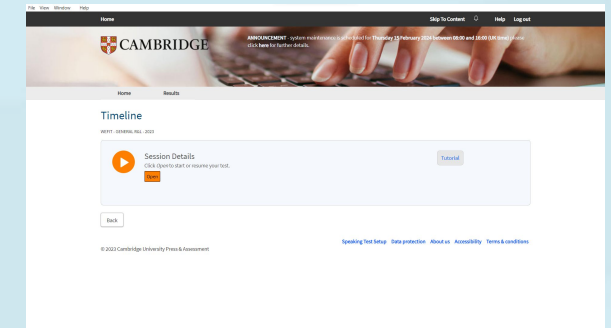 File View Window Help
Home Skip To Content Help Log out
CAMBRIDGE
ANNOUNCEMENT - system maintenance is scheduled for Thursday 15 February 2024 between 08:00 and 16:00 (UK time) please
click here for further details.
Home Results
Timeline
GENERAL 2023
Session Details
Click Open to start or resume your test.
Open
Tutorial
Back
Speaking Test Setup Data protection About us Accessibility Terms & conditions
© 2023 Cambridge University Press & Assessment